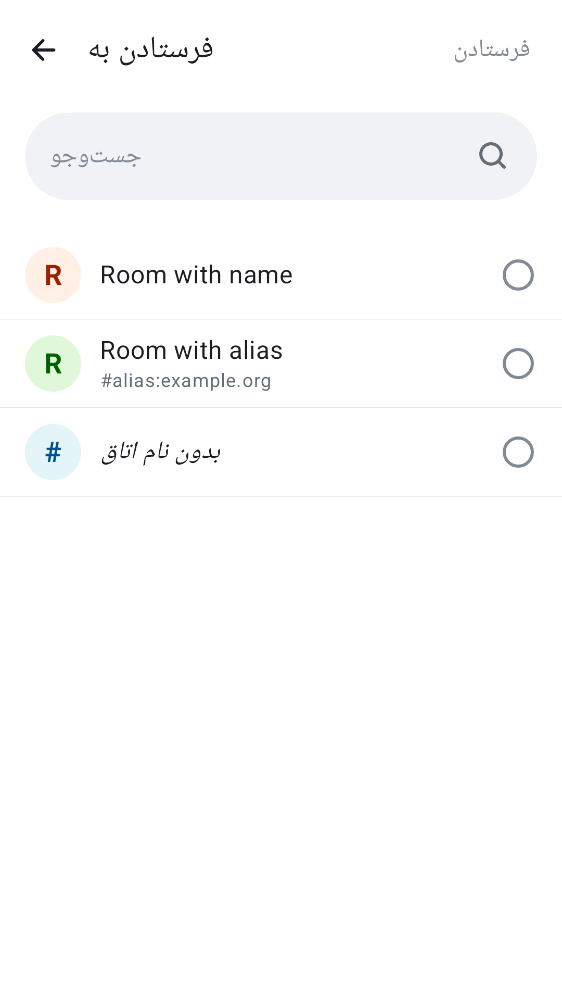 فرستادن به
فرستادن
جست‌وجو
R
Room with name
R
Room with alias
#alias:example.org
#
بدون نام اتاق